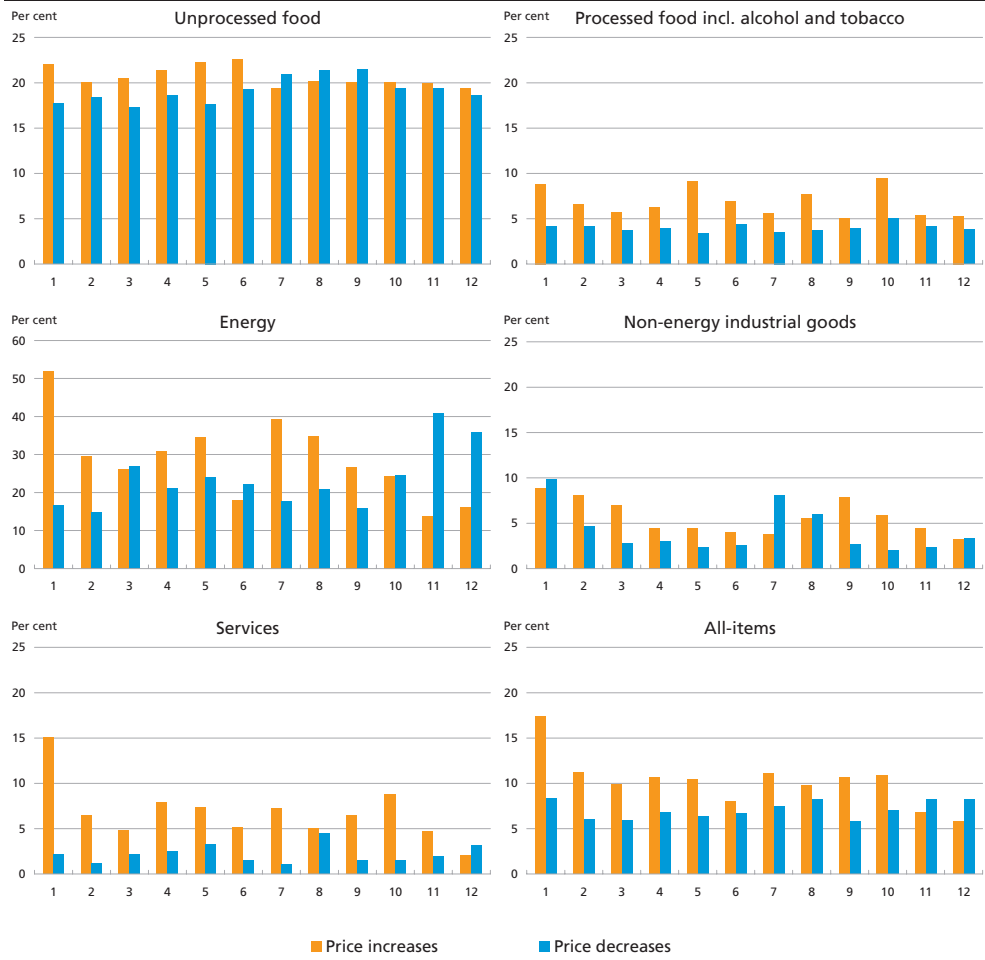 Per cent Unprocessed food
25
20
15
10
5
0
1 2 3 4 5 6 7 8 9 10 11 12
Per cent Processed food incl. alcohol and tobacco
25
20
15
10
5
0
1 2 3 4 5 6 7 8 9 10 11 12
Per cent Energy
60
50
40
30
20
10
0
1 2 3 4 5 6 7 8 9 10 11 12
Per cent Non-energy industrial goods
25
20
15
10
5
0
1 2 3 4 5 6 7 8 9 10 11 12
Per cent Services
25
20
15
10
5
0
1 2 3 4 5 6 7 8 9 10 11 12
Per cent All-items
25
20
15
10
5
0
1 2 3 4 5 6 7 8 9 10 11 12
Price increases Price decreases